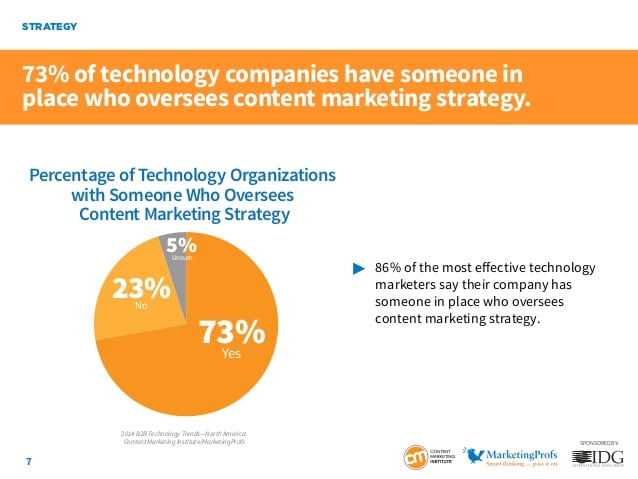 STRATEGY
73% of technology companies have someone in
place who oversees content marketing strategy.
Percentage of Technology Organizations
with Someone Who Oversees
Content Marketing Strategy
5%
Unsure
23%
No
73%
Yes
86% of the most effective technology
marketers say their company has
someone in place who oversees
content marketing strategy.
2014 B2B Technology Trends—North America:
Content Marketing Institute/MarketingProfs
7
cm
CONTENT
MARKETING
INSTITUTE
MarketingProfs
Smart thinking ... pass it on.
SPONSORED BY
IDG